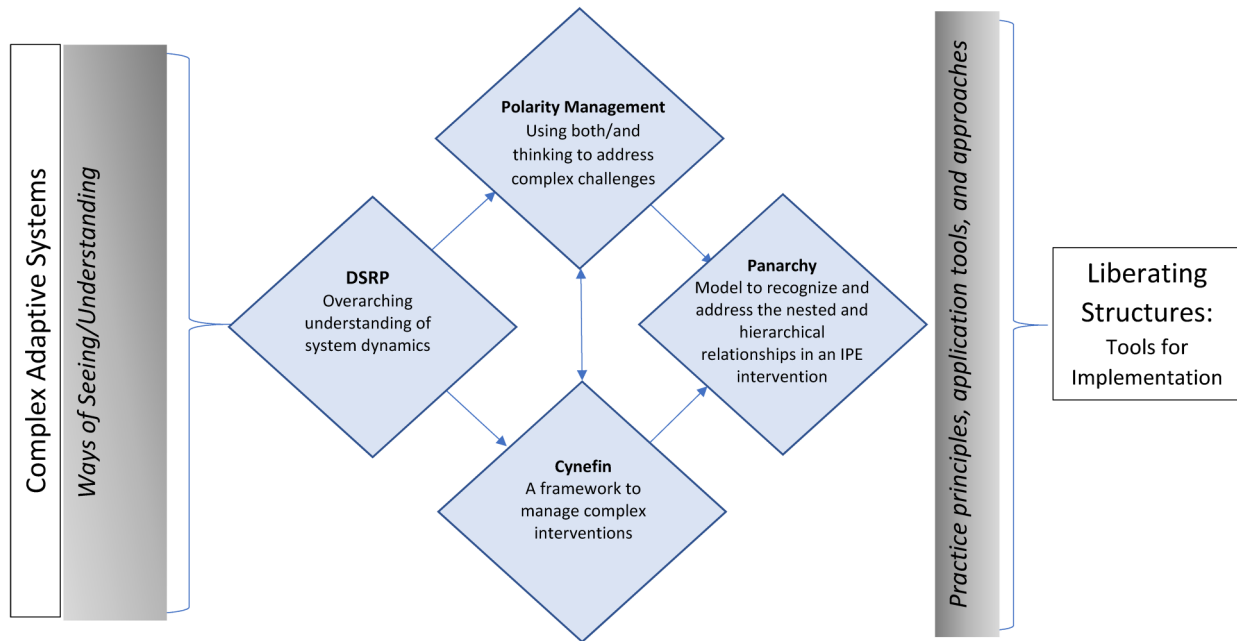 Complex Adaptive Systems
Ways of Seeing/Understanding
DSRP
Overarching
understanding of
system dynamics
Polarity Management
Using both/and
thinking to address
complex challenges
Cynefin
A framework to
manage complex
interventions
Panarchy
Model to recognize and
address the nested and
hierarchical
relationships in an IPE
intervention
Practice principles, application tools, and approaches
Liberating
Structures:
Tools for
Implementation